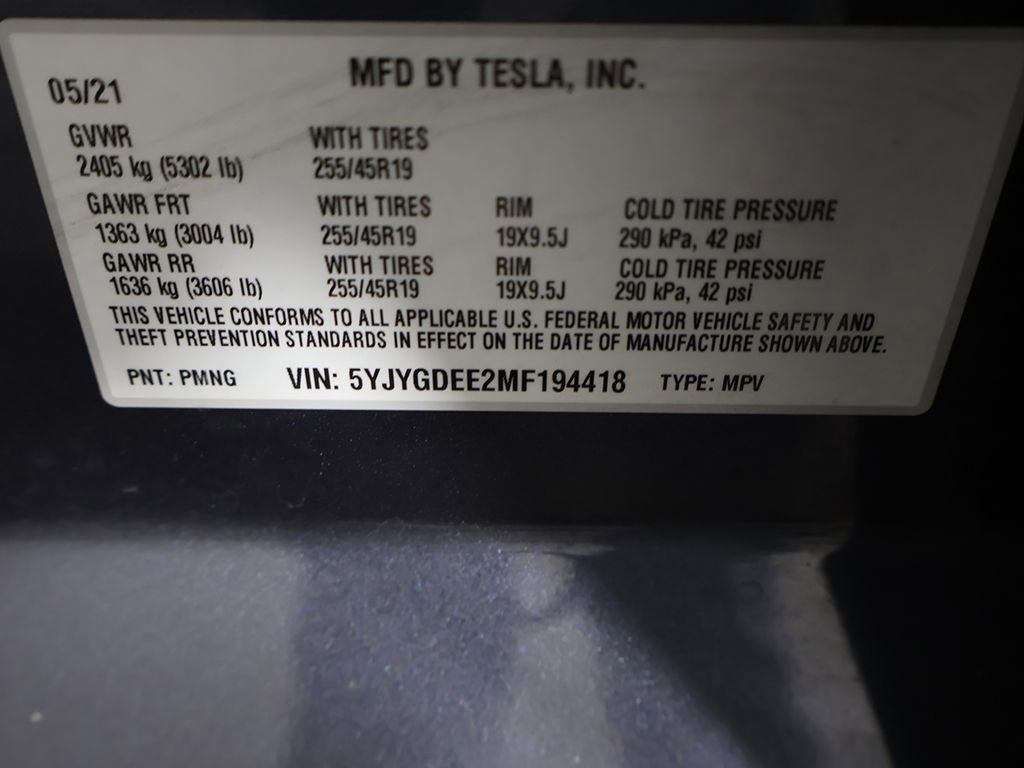 MFD BY TESLA, INC.
05/21
GVWR WITH TIRES
2405 kg (5302 lb) 255/45R19
GAWR FRT WITH TIRES RIM COLD TIRE PRESSURE
1363 kg (3004 lb) 255/45R19 19X9.5J 290 kPa, 42 psi
GAWR RR WITH TIRES RIM COLD TIRE PRESSURE
1636 kg (3606 lb) 255/45R19 19X9.5J 290 kPa, 42 psi
THIS VEHICLE CONFORMS TO ALL APPLICABLE U.S. FEDERAL MOTOR VEHICLE SAFETY AND
THEFT PREVENTION STANDARDS IN EFFECT ON THE DATE OF MANUFACTURE SHOWN ABOVE.
PNT: PMNG VIN: 5YJYGDEE2MF194418 TYPE: MPV